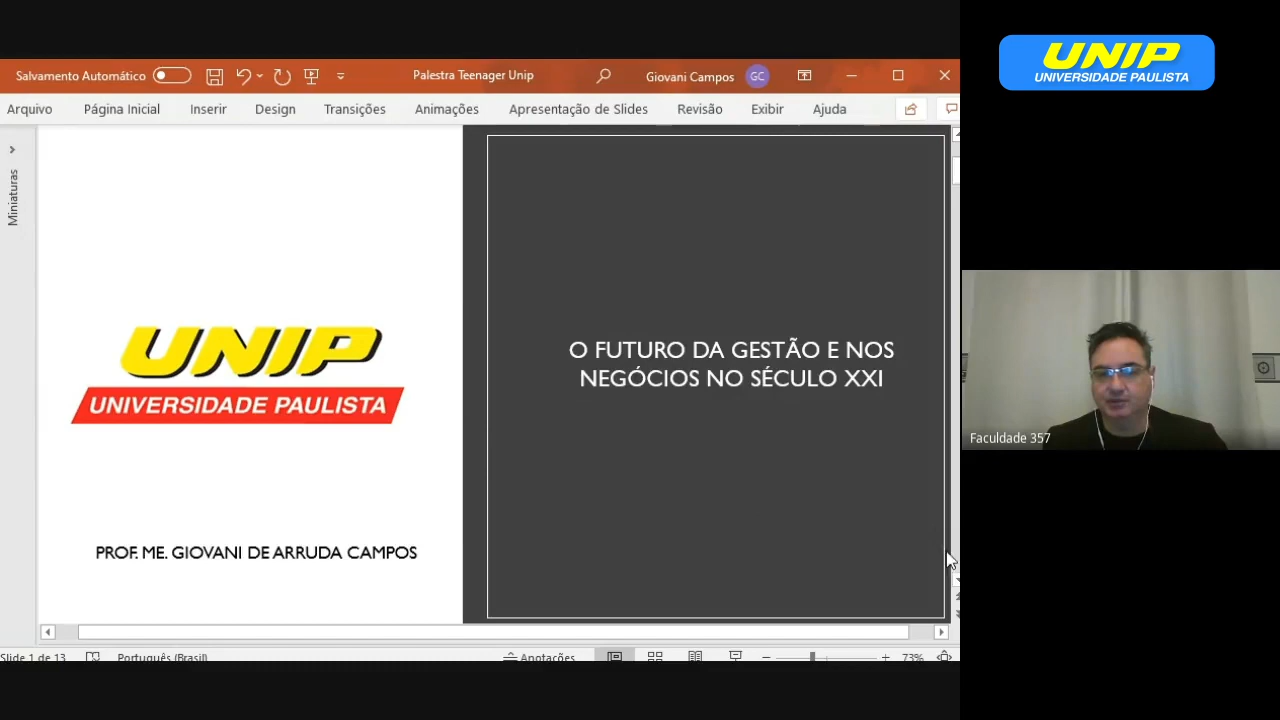 Salvamento Automático
Palestra Teenager Unip
Giovani Campos
GC
Arquivo
Página Inicial
Inserir
Design
Transições
Animações
Apresentação de Slides
Revisão
Exibir
Ajuda
Miniaturas
UNIP
UNIVERSIDADE PAULISTA
PROF. ME. GIOVANI DE ARRUDA CAMPOS
O FUTURO DA GESTÃO E NOS
NEGÓCIOS NO SÉCULO XXI
Slide 1 de 13
Português (Brasil)
Anotações
73%
UNIP
UNIVERSIDADE PAULISTA
Faculdade 357